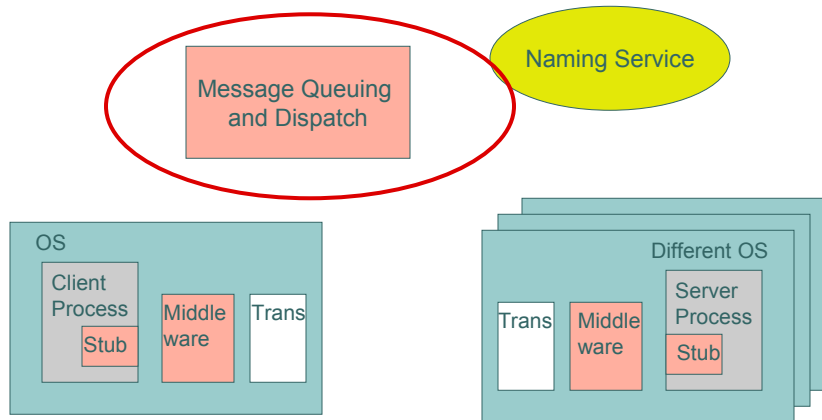 Message Queuing
and Dispatch
Naming Service
OS
Client
Process
Stub
Middle
ware
Trans
Different OS
Trans
Middle
ware
Server
Process
Stub